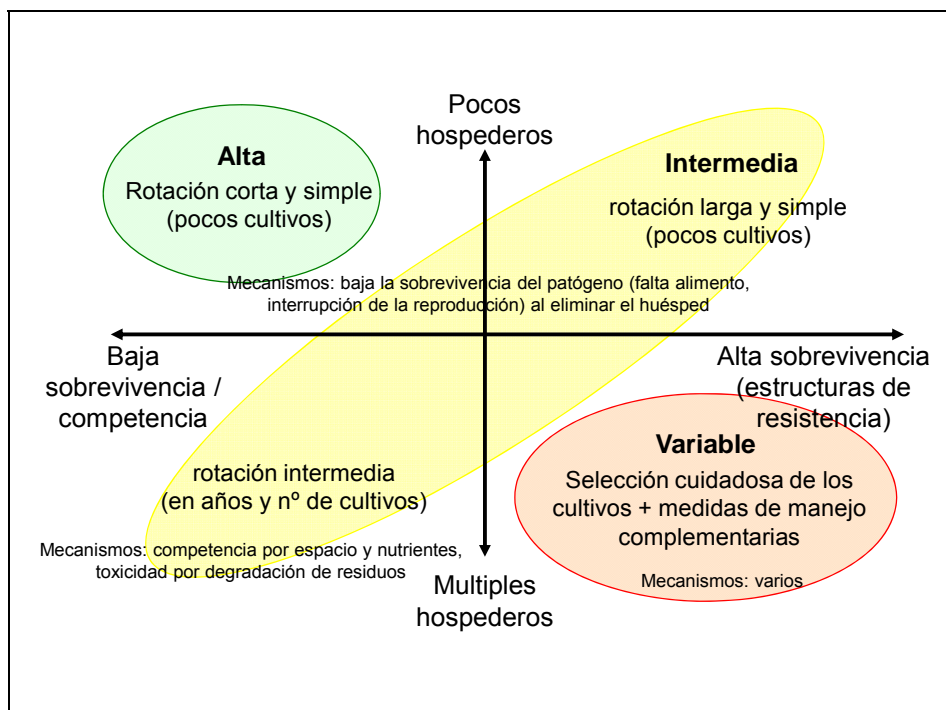 Pocos
hospederos
Alta
Rotación corta y simple
(pocos cultivos)
Intermedia
rotación larga y simple
(pocos cultivos)
Mecanismos: baja la sobrevivencia del patógeno (falta alimento,
interrupción de la reproducción) al eliminar el huésped
Baja
sobrevivencia /
competencia
Alta sobrevivencia
(estructuras de
resistencia)
rotación intermedia
(en años y nº de cultivos)
Mecanismos: competencia por espacio y nutrientes,
toxicidad por degradación de residuos
Variable
Selección cuidadosa de los
cultivos + medidas de manejo
complementarias
Mecanismos: varios
Multiples
hospederos